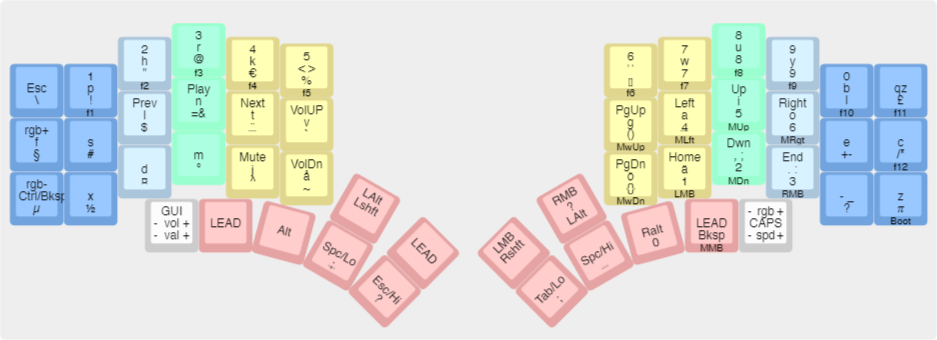 3
r
@
f3
2
h
"
f2
4
k
€
f4
5
<>
%
f5
Esc
\
1
p
!
f1
Play
n
=&
Prev
l
$
Next
t
VolUP
v
`
rgb+
f
§
s
#
m
°
d
¤
Mute
j
^
VolDn
å
~
rgb-
Ctrl/Bksp
µ
x
½
GUI
- vol +
- val +
LEAD
Alt
LAlt
Lshft
Spc/Lo
LEAD
Esc/Hi
?
8
u
8
f8
7
w
7
f7
9
y
9
f9
6
¨
f6
0
b
f10
qz
£
f11
Up
i
5
MUp
Left
a
4
MLft
Right
o
6
MRgt
PgUp
g
()
MwUp
e
+-
c
/*
f12
Dwn
, ;
2
MDn
Home
ä
1
LMB
End
. :
3
RMB
PgDn
ö
{}
MwDn
- _
?
z
π
Boot
RMB
?
LAlt
LMB
Rshft
Spc/Hi
Tab/Lo
;
Ralt
0
LEAD
Bksp
MMB
- rgb +
CAPS
- spd +